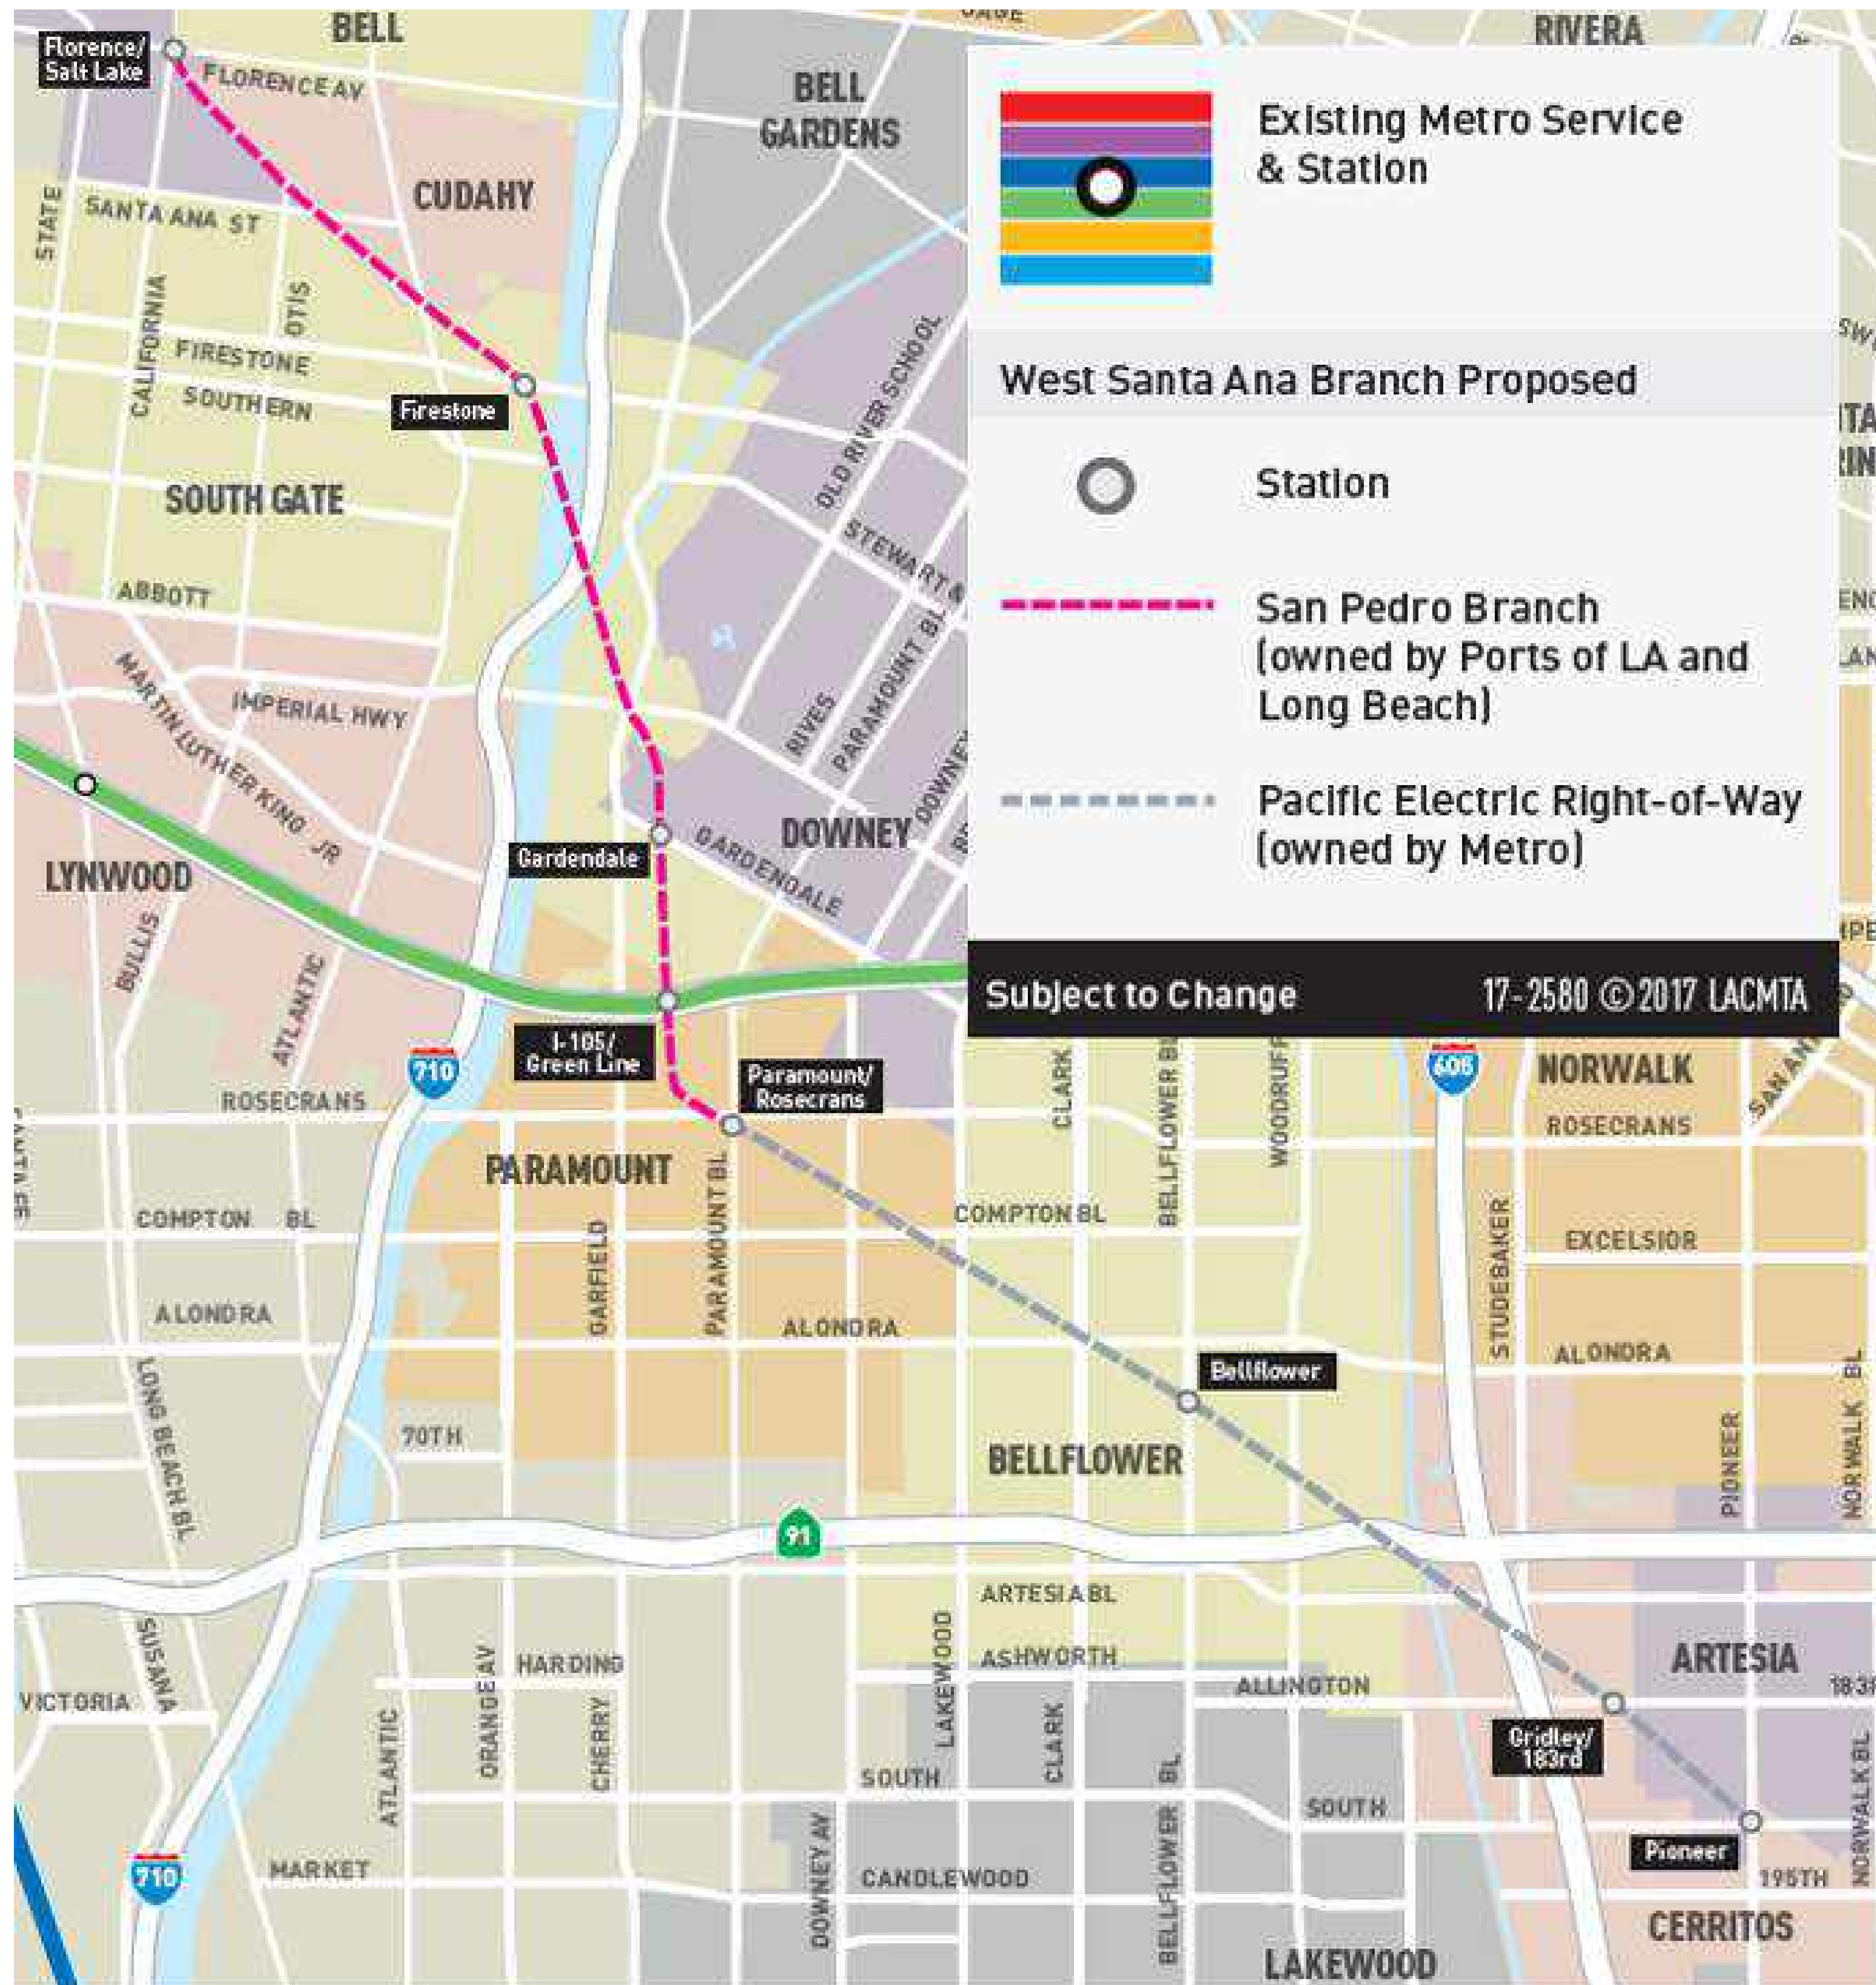 GAGE
BELL
RIVERA
Florence/
Salt Lake
FLORENCE AV
BELL
GARDENS
CUDAHY
STATE
SANTA ANA ST
CALIFORNIA
OTIS
FIRESTONE
SOUTHERN
Firestone
OLD RIVER SCHOOL
SOUTH GATE
STEWART &
ABBOTT
MARTIN LUTHER KING JR
IMPERIAL HWY
RIVES
PARAMOUNT BL
DOWNEY
DOWNEY
GARDENDALE
Gardendale
LYNWOOD
BULLIS
ATLANTIC
I-105/
Green Line
710
Paramount/
Rosecrans
Existing Metro Service
& Station
West Santa Ana Branch Proposed
Station
San Pedro Branch
(owned by Ports of LA and
Long Beach)
Pacific Electric Right-of-Way
(owned by Metro)
Subject to Change
17-2580 ©2017 LACMTA
CLARK
BELLFLOWER BL
WOODRUFF
605
NORWALK
SAN ANT
ROSECRANS
ROSECRANS
PARAMOUNT
COMPTON BL
GARFIELD
PARAMOUNT BL
COMPTON BL
STUDEBAKER
EXCELSIOR
ALONDRA
ALONDRA
ALONDRA
LONG BEACH BL
70TH
Bellflower
BELLFLOWER
PIONEER
NORWALK BL
91
ARTESIA BL
SUSANA
VICTORIA
HARDING
ORANGE AV
CHERRY
ATLANTIC
LAKEWOOD
ASHWORTH
CLARK
ALLINGTON
ARTESIA
183R
Gridley/
183rd
SOUTH
SOUTH
BELLFLOWER BL
Pioneer
NORWALK BL
710
MARKET
DOWNEY AV
CANDLEWOOD
195TH
CERRITOS
LAKEWOOD